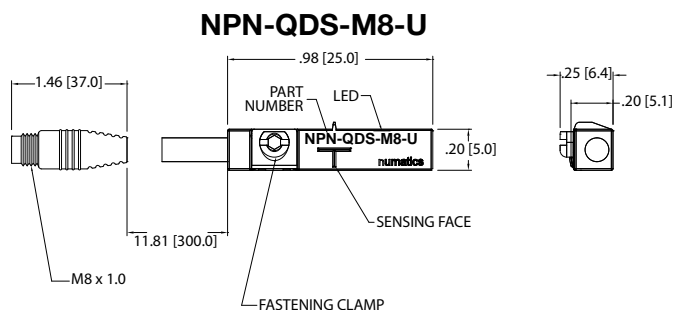 NPN-QDS-M8-U
.98 [25.0]
1.46 [37.0]
.25 [6.4]
PART
NUMBER
LED
.20 [5.1]
NPN-QDS-M8-U
numatics
.20 [5.0]
SENSING FACE
11.81 [300.0]
M8 x 1.0
FASTENING CLAMP